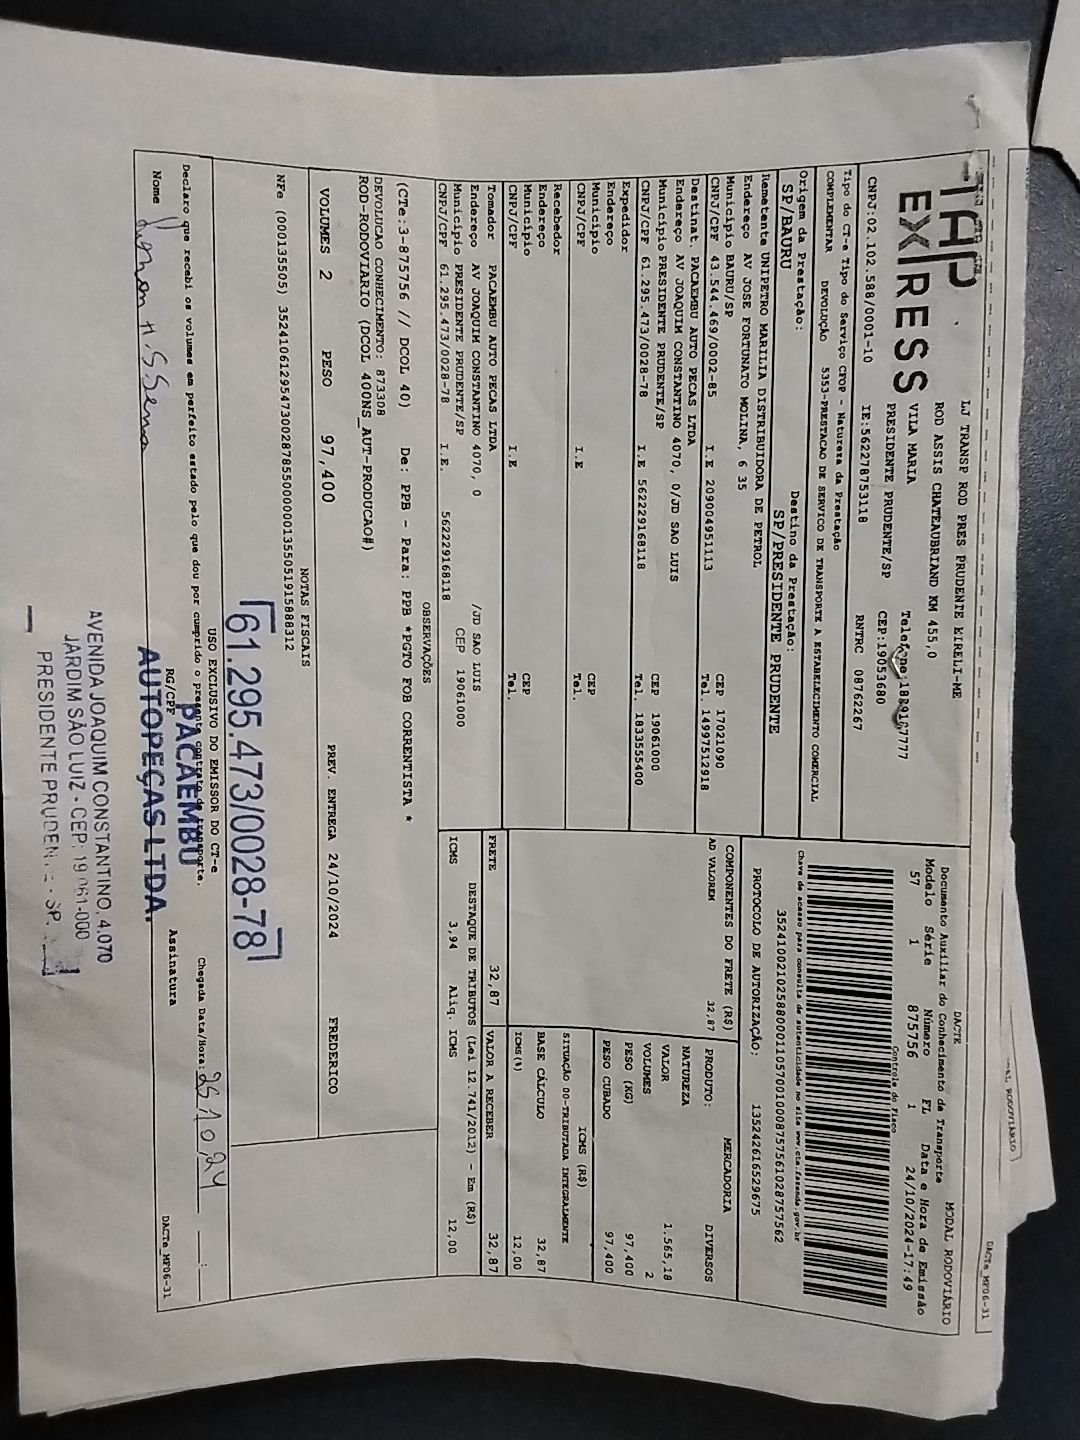 TAP
EXPRESS
LJ TRANSP ROD PRES PRUDENTE EIRELI-ME
ROD ASSIS CHATEAUBRIAND KM 455,0
VILA MARIA
PRESIDENTE PRUDENTE/SP CEP:19053680
CNPJ:02.102.588/0001-10 IE:562278753118 RNTRC 08762267
DACTE MODAL RODOVIÁRIO
Documento Auxiliar do Conhecimento de Transporte
Modelo Série Número FL Data e Hora de Emissão
57 1 875756 1 24/10/2024-17:49
Controle do Fisco
Chave de acesso para consulta de autenticidade no site www.cte.fazenda.gov.br
PROTOCOLO DE AUTORIZAÇÃO: 135242616529675
Tipo do CT-e Tipo do Serviço CFOP - Natureza da Prestação
COMPLEMENTAR DEVOLUÇÃO 5353-PRESTACAO DE SERVICO DE TRANSPORTE A ESTABELECIMENTO COMERCIAL
Origem da Prestação: Destino da Prestação:
SP/BAURU SP/PRESIDENTE PRUDENTE
Remetente UNIPETRO MARILIA DISTRIBUIDORA DE PETROL
Endereço AV JOSE FORTUNATO MOLINA, 6 35
Município BAURU/SP CEP 17021090
CNPJ/CPF 43.544.469/0002-85 I.E 209004951113 Tel. 14997512918
Destinat. PACAEMBU AUTO PECAS LTDA
Endereço AV JOAQUIM CONSTANTINO 4070, 0/JD SAO LUIS
Município PRESIDENTE PRUDENTE/SP CEP 19061000
CNPJ/CPF 61.295.473/0028-78 I.E 562229168118 Tel. 1833555400
Expedidor
Endereço
Município CEP
CNPJ/CPF I.E Tel.
Recebedor
Endereço
Município CEP
CNPJ/CPF I.E Tel.
Tomador PACAEMBU AUTO PECAS LTDA
Endereço AV JOAQUIM CONSTANTINO 4070, 0 /JD SAO LUIS
Município PRESIDENTE PRUDENTE/SP CEP 19061000
CNPJ/CPF 61.295.473/0028-78 I.E. 562229168118
COMPONENTES DO FRETE (R$)
AD VALOREM 32,87
PRODUTO: MERCADORIA
NATUREZA DIVERSOS
VALOR 1.565,18
VOLUMES 2
PESO (KG) 97,400
PESO CUBADO 97,400
ICMS (R$)
SITUAÇÃO 00-TRIBUTADA INTEGRALMENTE
BASE CÁLCULO 32,87
ICMS(%) 12,00
FRETE 32,87 VALOR A RECEBER 32,87
DESTAQUE DE TRIBUTOS (Lei 12.741/2012) - Em (R$)
ICMS 3,94 Aliq. ICMS 12,00
OBSERVAÇÕES
(CTe:3-875756 // DCOL 40) De: PPB - Para: PPB *PGTO FOB CORRENTISTA *
DEVOLUCAO CONHECIMENTO: 873308
ROD-RODOVIARIO (DCOL 400NS_AUT-PRODUCAO#)
VOLUMES 2 PESO 97,400 PREV. ENTREGA 24/10/2024 FREDERICO
NOTAS FISCAIS
USO EXCLUSIVO DO EMISSOR DO CT-e
Declaro que recebi os volumes em perfeito estado pelo que dou por cumprido o presente contrato de transporte. Chegada Data/Hora: 25 10 24
Nome RG/CPF Assinatura
DACTe_MF06-31
61.295.473/0028-78
PACAEMBU
AUTOPEÇAS LTDA.
AVENIDA JOAQUIM CONSTANTINO, 4.070
JARDIM SÃO LUIZ - CEP: 19.061-000
DACTe_MF06-31